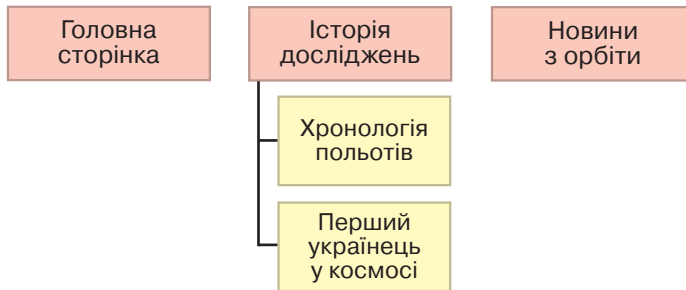 Головна
сторінка
Історія
досліджень
Новини
з орбіти
Хронологія
польотів
Перший
українець
у космосі